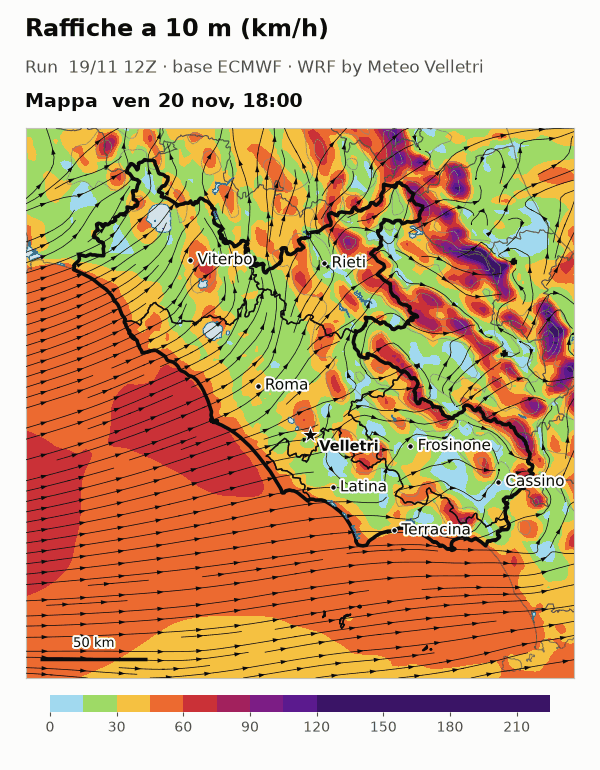 Raffiche a 10 m (km/h)
Run 19/11 12Z · base ECMWF · WRF by Meteo Velletri
Mappa ven 20 nov, 18:00
Viterbo
Rieti
Roma
Velletri
Frosinone
Latina
Cassino
Terracina
50 km
0 30 60 90 120 150 180 210